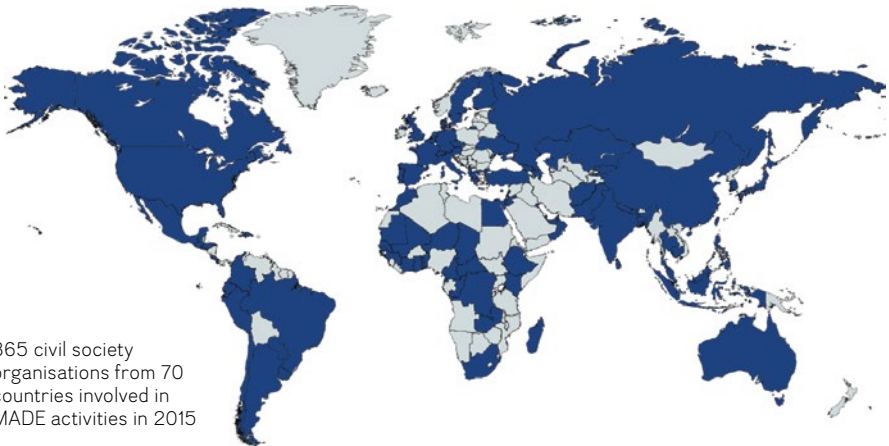 365 civil society
organisations from 70
countries involved in
MADE activities in 2015